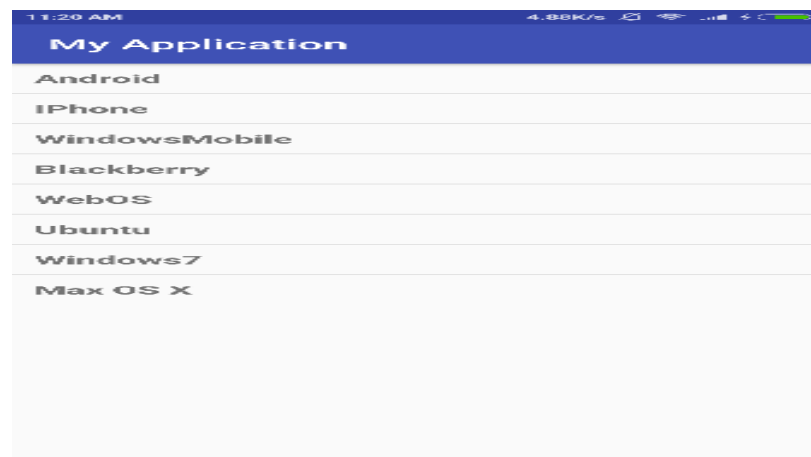 11:20 AM 4.88K/s
My Application
Android
IPhone
WindowsMobile
Blackberry
WebOS
Ubuntu
Windows7
Max OS X